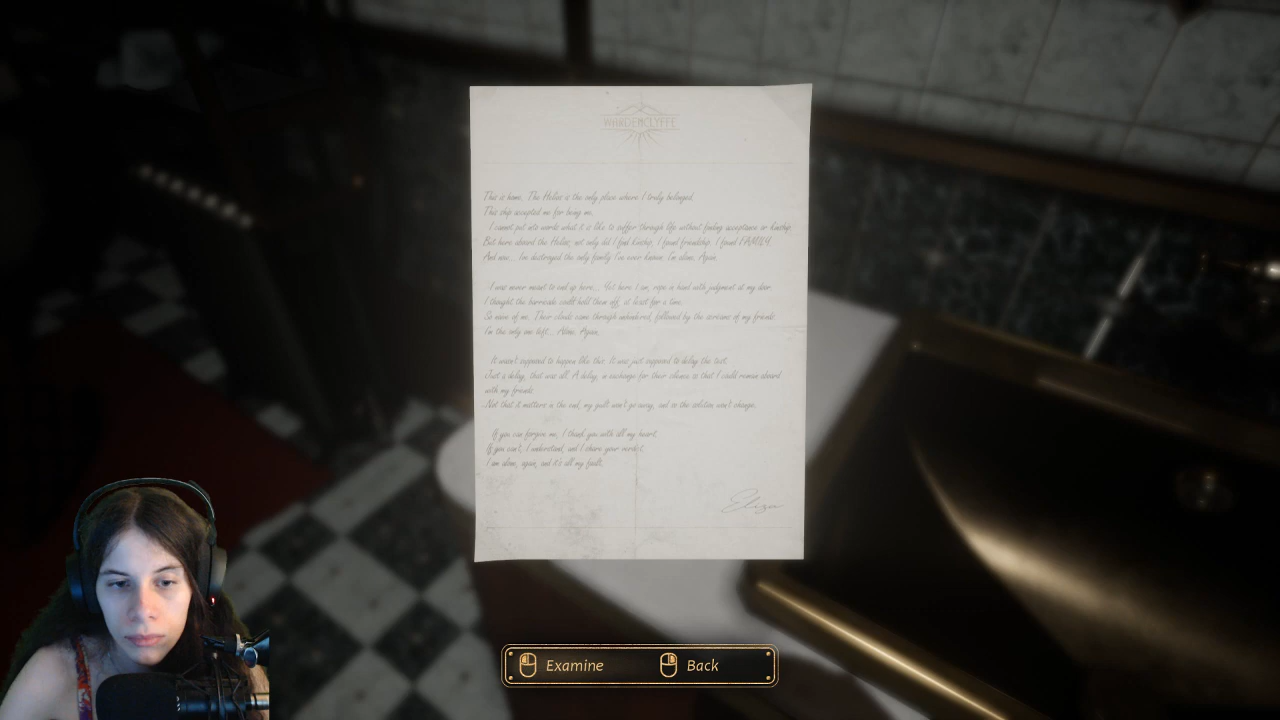 WARDENCLYFFE
This is home. The Helios is the only place where I truly belonged.
This ship accepted me for being me.
I cannot put into words what it is like to suffer through life without finding acceptance or kinship.
But here aboard the Helios, not only did I find kinship, I found friendship. I found FAMILY.
And now... I've destroyed the only family I've ever known. I'm alone. Again.
I was never meant to end up here... Yet here I am, rope in hand with judgment at my door.
I thought the barricade could hold them off, at least for a time.
So naive of me. Their clouds came through unhindered, followed by the screams of my friends.
I'm the only one left... Alone. Again.
It wasn't supposed to happen like this. It was just supposed to delay the test.
Just a delay, that was all. A delay, in exchange for their silence so that I could remain aboard
with my friends.
Not that it matters in the end, my guilt won't go away, and so the solution won't change.
If you can forgive me, I thank you with all my heart.
If you can't, I understand, and I share your verdict.
I am alone, again, and it's all my fault.
Eliza
Examine
Back